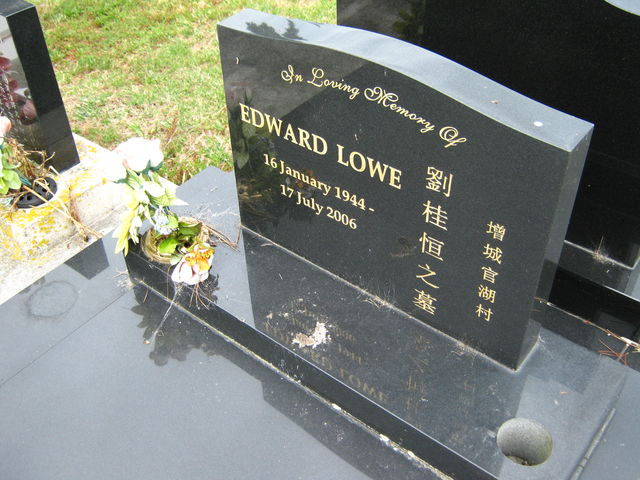 In Loving Memory Of
EDWARD LOWE
16 January 1944 -
17 July 2006
劉桂恒之墓
增城官湖村